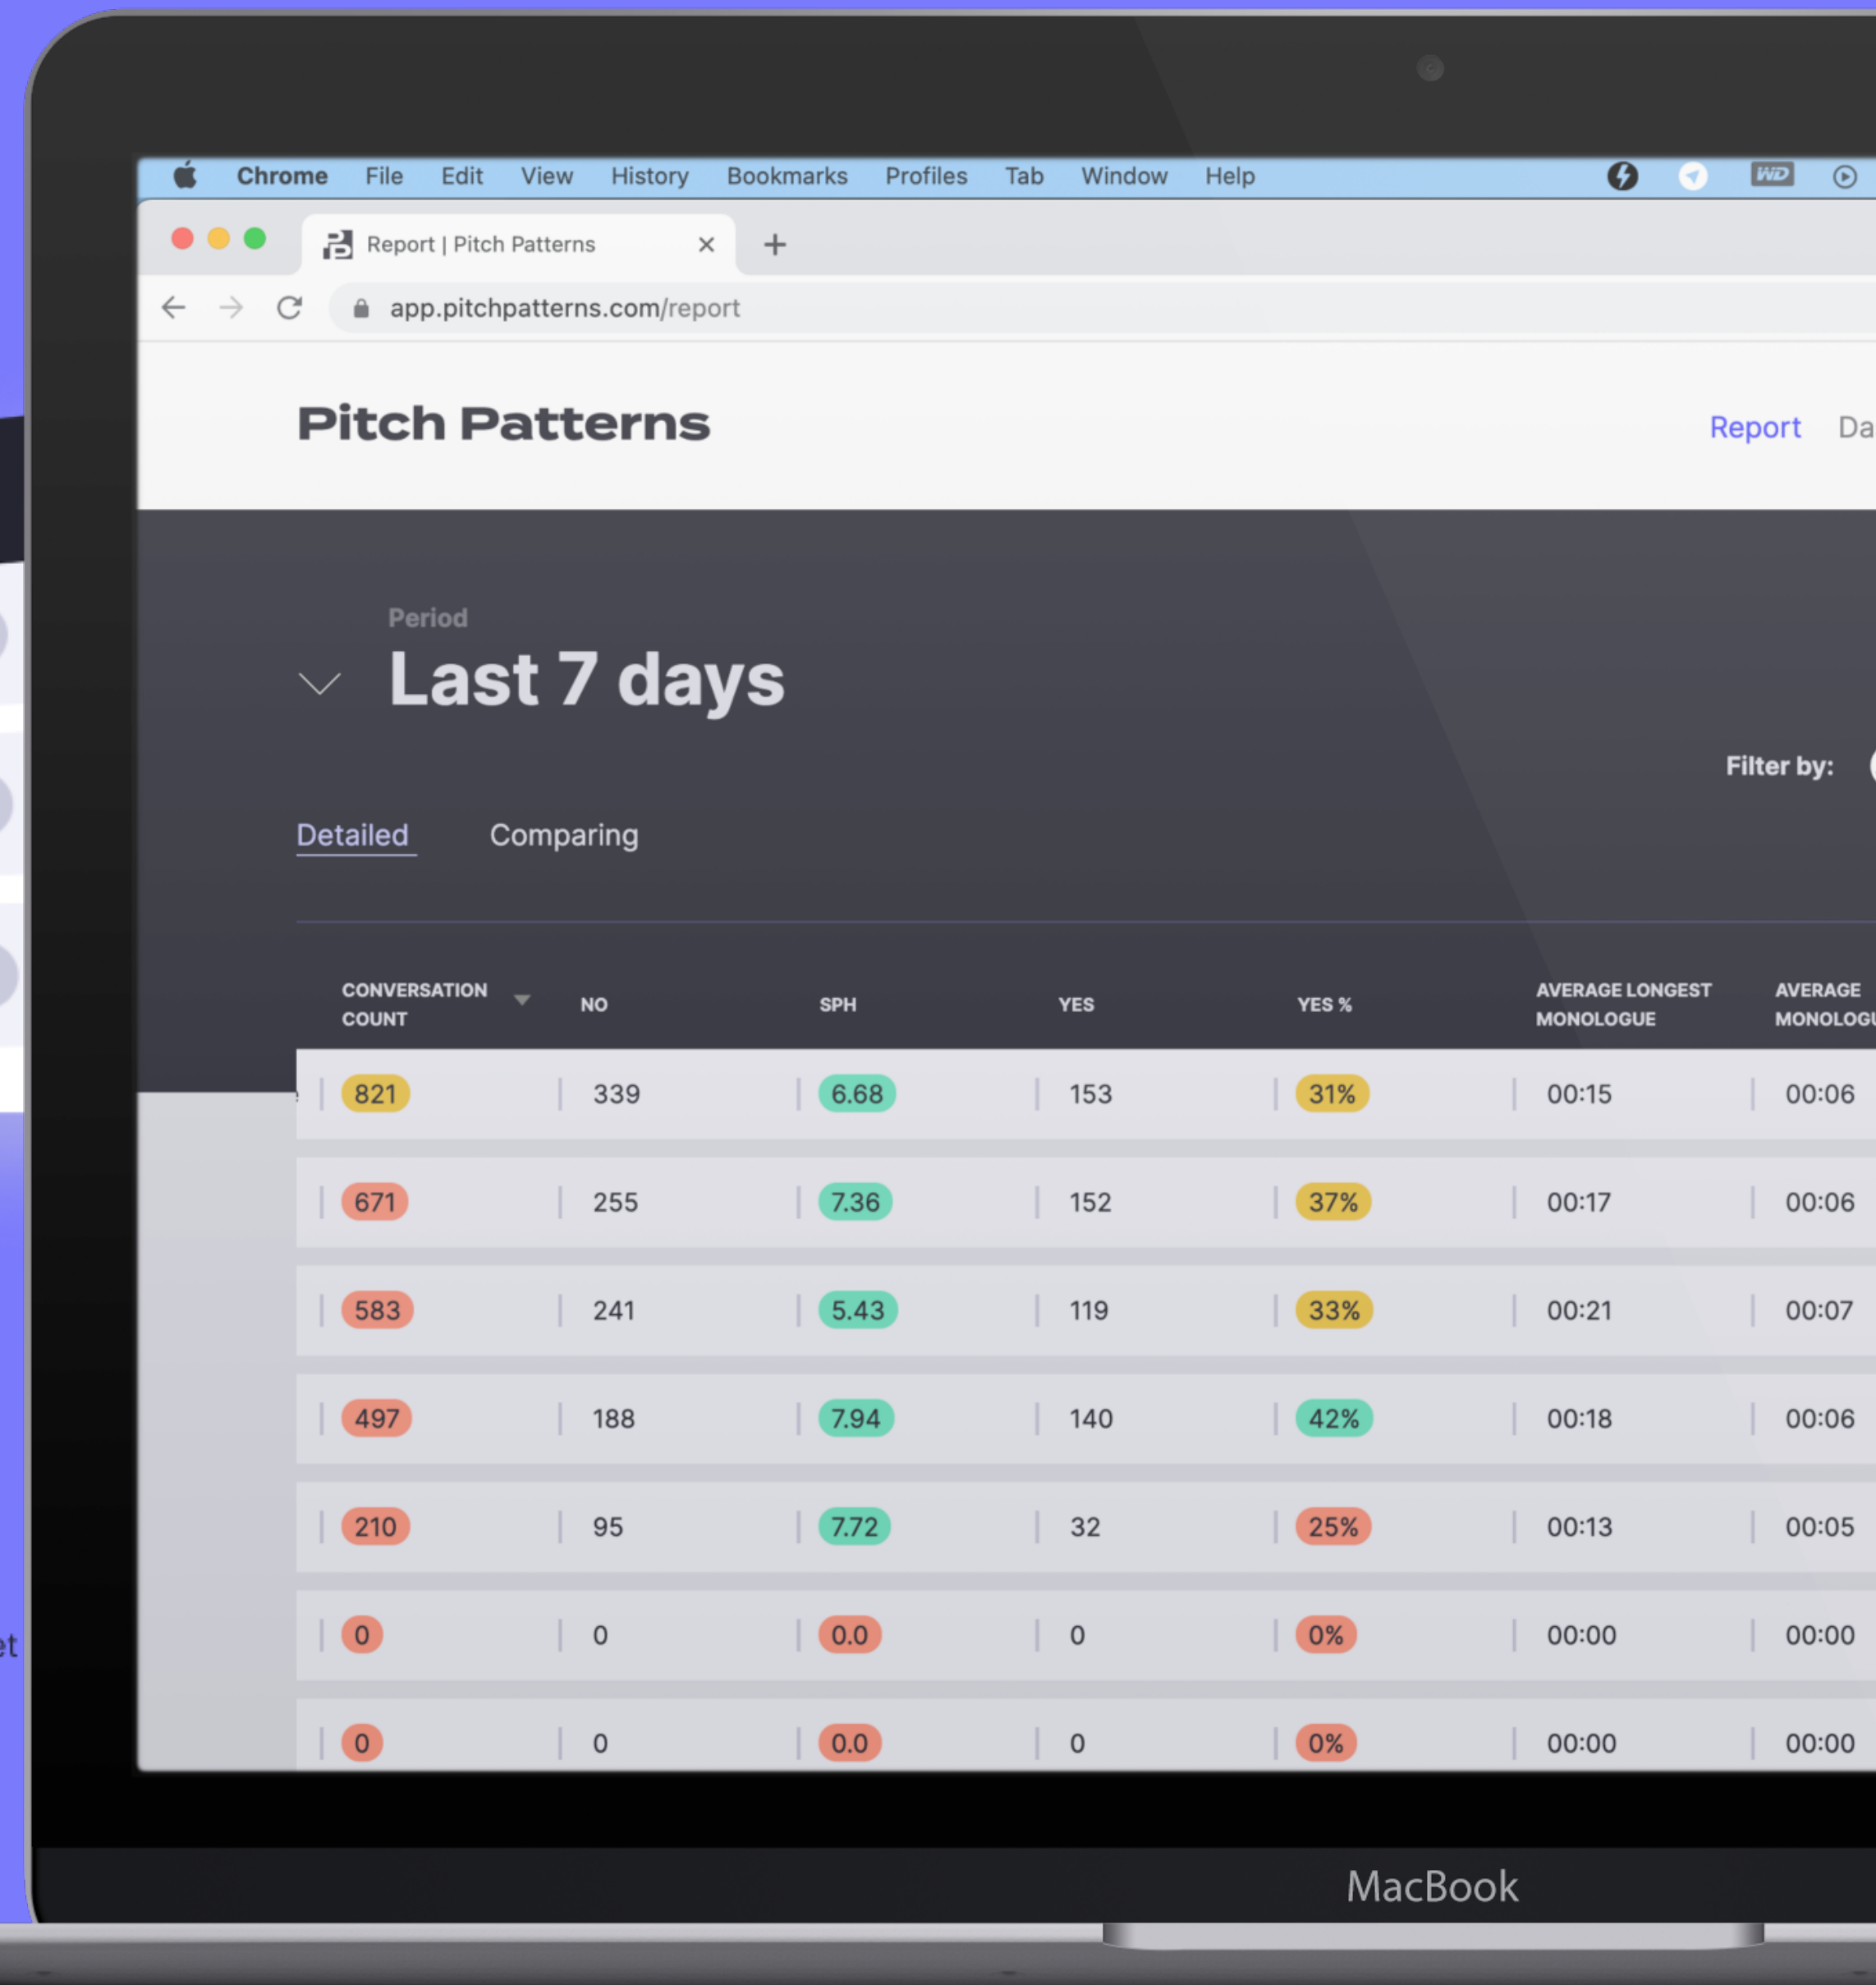 Chrome File Edit View History Bookmarks Profiles Tab Window Help WD
Report | Pitch Patterns
app.pitchpatterns.com/report
Pitch Patterns
Report Da
Period
Last 7 days
Filter by:
Detailed Comparing
CONVERSATION COUNT NO SPH YES YES % AVERAGE LONGEST MONOLOGUE AVERAGE MONOLOGU
821 339 6.68 153 31% 00:15 00:06
671 255 7.36 152 37% 00:17 00:06
583 241 5.43 119 33% 00:21 00:07
497 188 7.94 140 42% 00:18 00:06
210 95 7.72 32 25% 00:13 00:05
0 0 0.0 0 0% 00:00 00:00
et
0 0 0.0 0 0% 00:00 00:00
MacBook